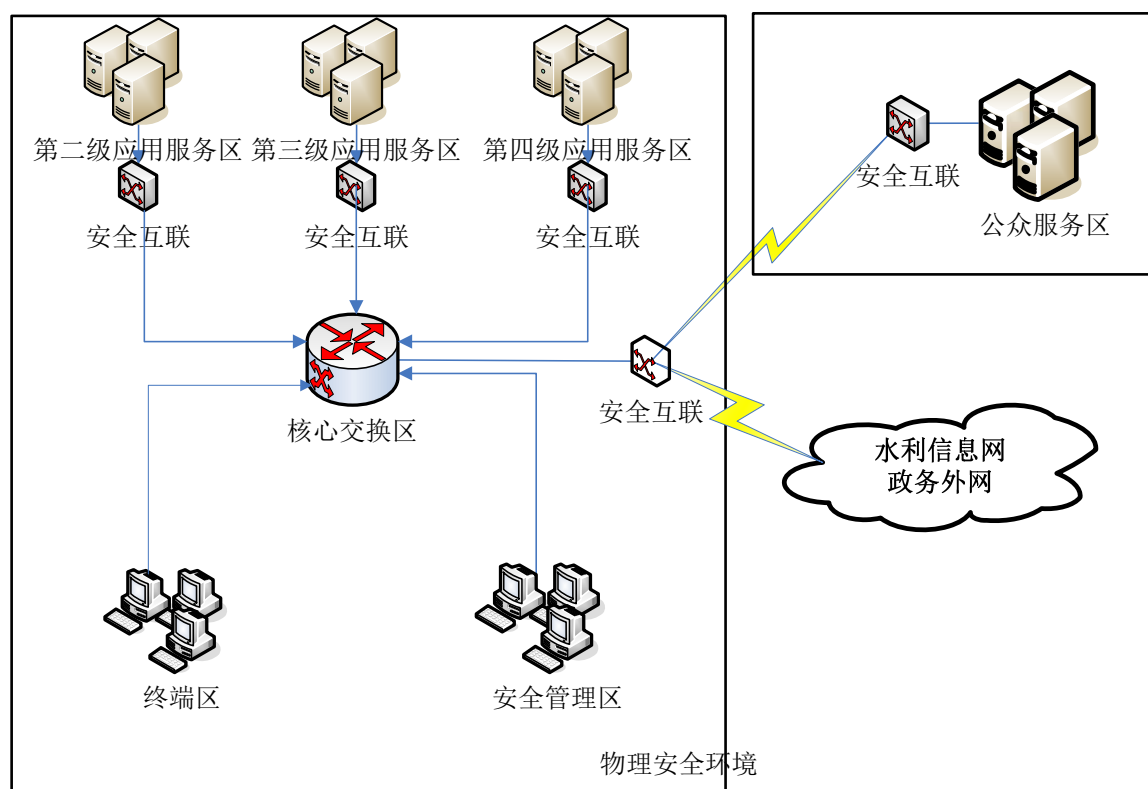 第二级应用服务区
第三级应用服务区
第四级应用服务区
安全互联
安全互联
安全互联
安全互联
公众服务区
核心交换区
安全互联
水利信息网
政务外网
终端区
安全管理区
物理安全环境